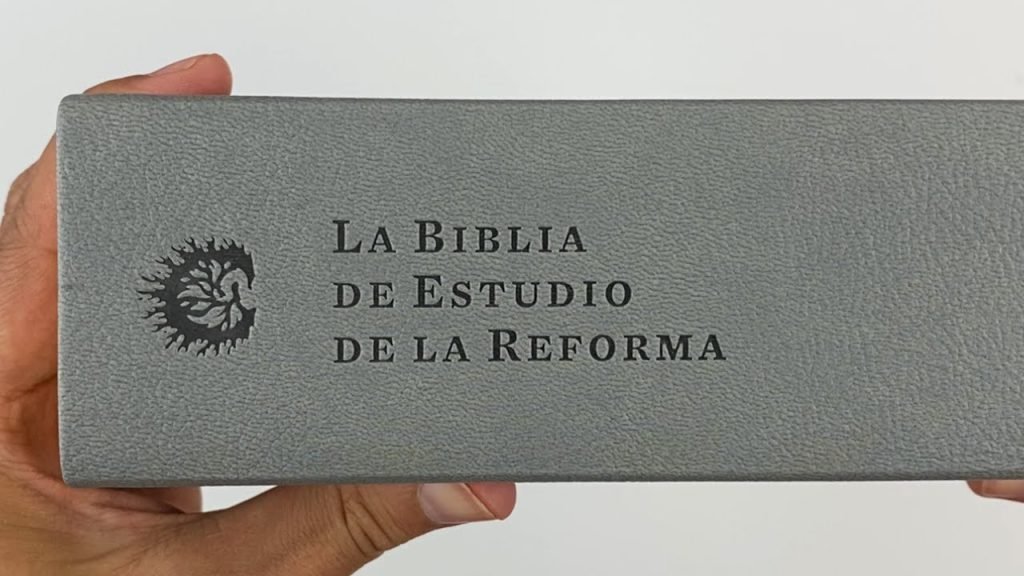 La Biblia
de Estudio
de la Reforma